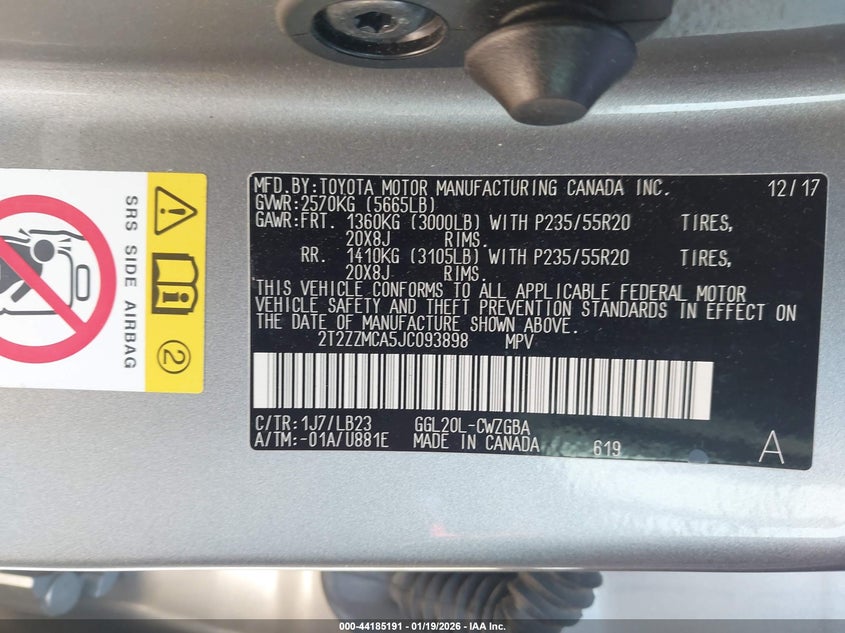 MFD.BY:TOYOTA MOTOR MANUFACTURING CANADA INC. 12/17
GVWR:2570KG (5665LB)
GAWR:FRT. 1360KG (3000LB) WITH P235/55R20 TIRES,
20X8J RIMS.
RR. 1410KG (3105LB) WITH P235/55R20 TIRES,
20X8J RIMS.
THIS VEHICLE CONFORMS TO ALL APPLICABLE FEDERAL MOTOR
VEHICLE SAFETY AND THEFT PREVENTION STANDARDS IN EFFECT ON
THE DATE OF MANUFACTURE SHOWN ABOVE.
2T2ZZMCA5JC093898 MPV
C/TR:1J7/LB23 GGL20L-CWZGBA
A/TM:-01A/U881E MADE IN CANADA 619 A
SRS SIDE AIRBAG
2
000-44185191 - 01/19/2026 - IAA Inc.